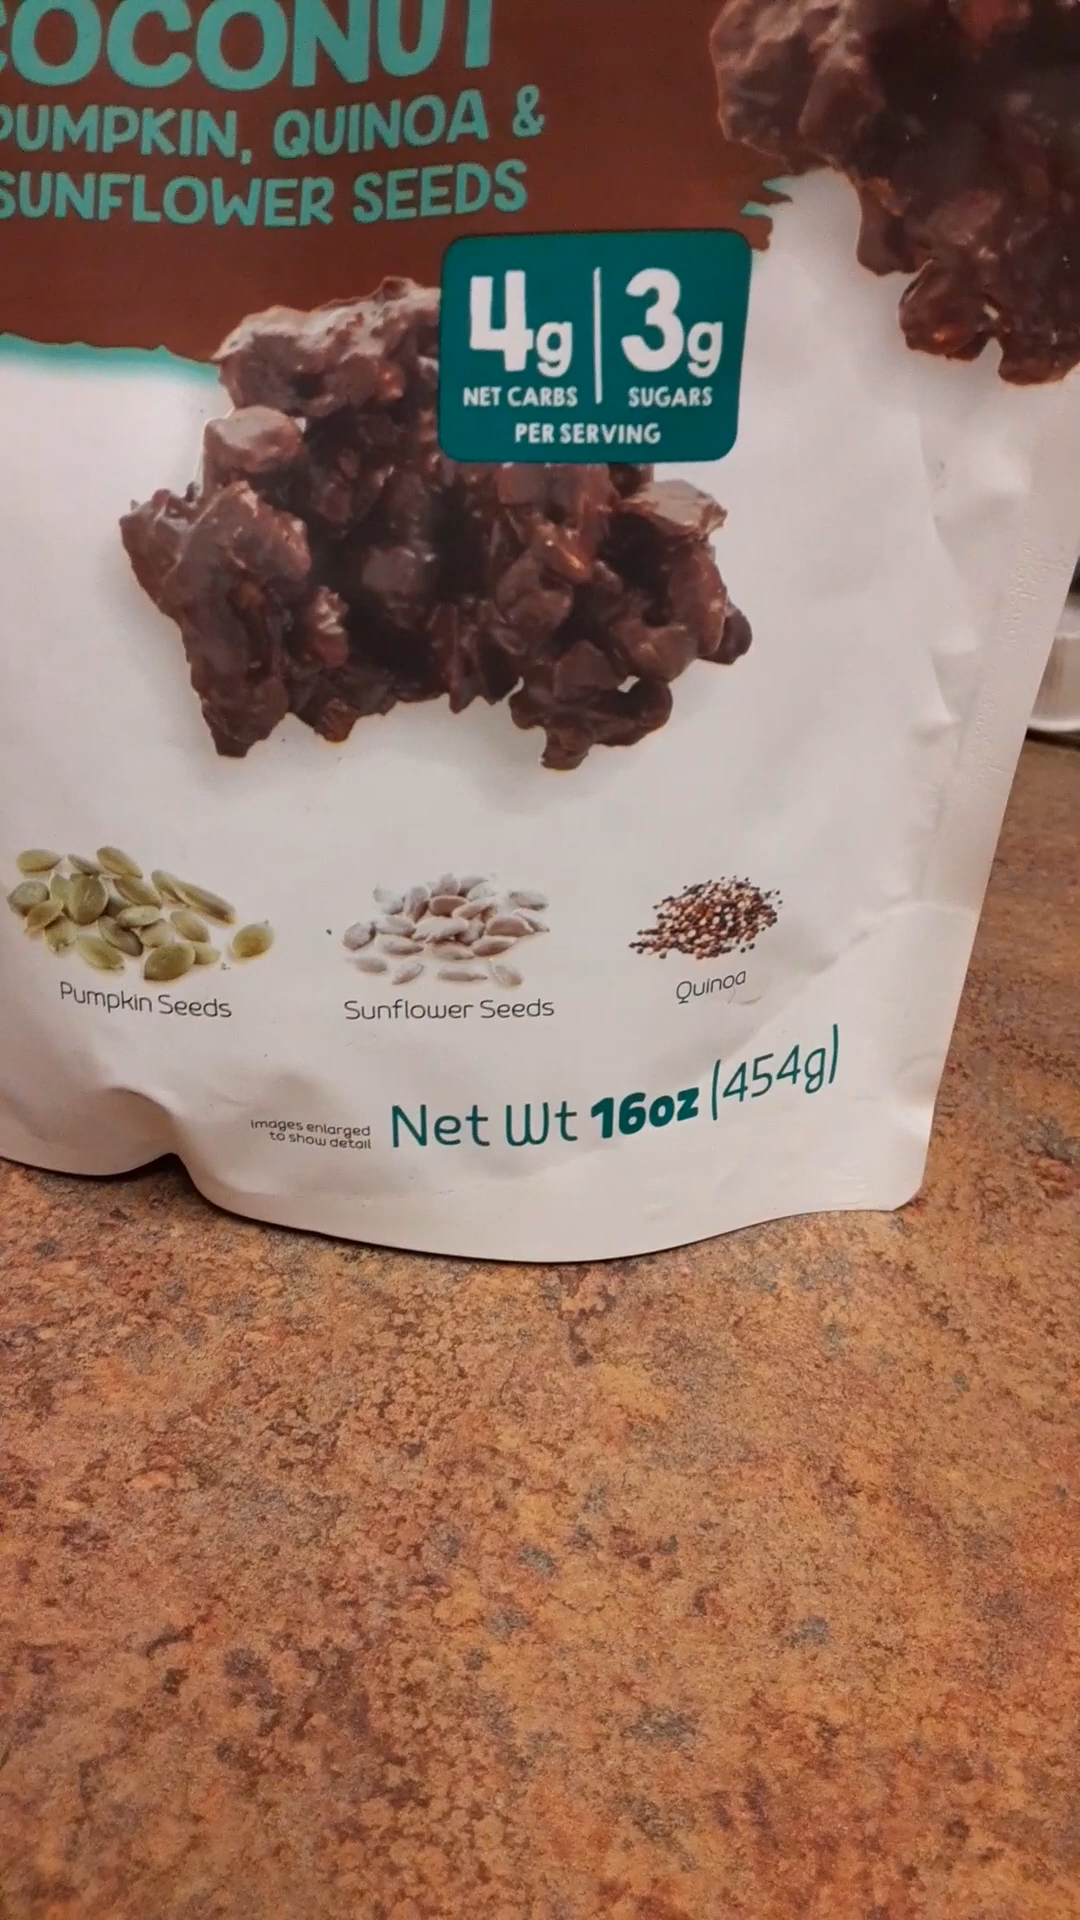 COCONUT
PUMPKIN, QUINOA &
SUNFLOWER SEEDS
4g | 3g
NET CARBS SUGARS
PER SERVING
Pumpkin Seeds
Sunflower Seeds
Quinoa
Images enlarged
to show detail
Net Wt 16oz (454g)